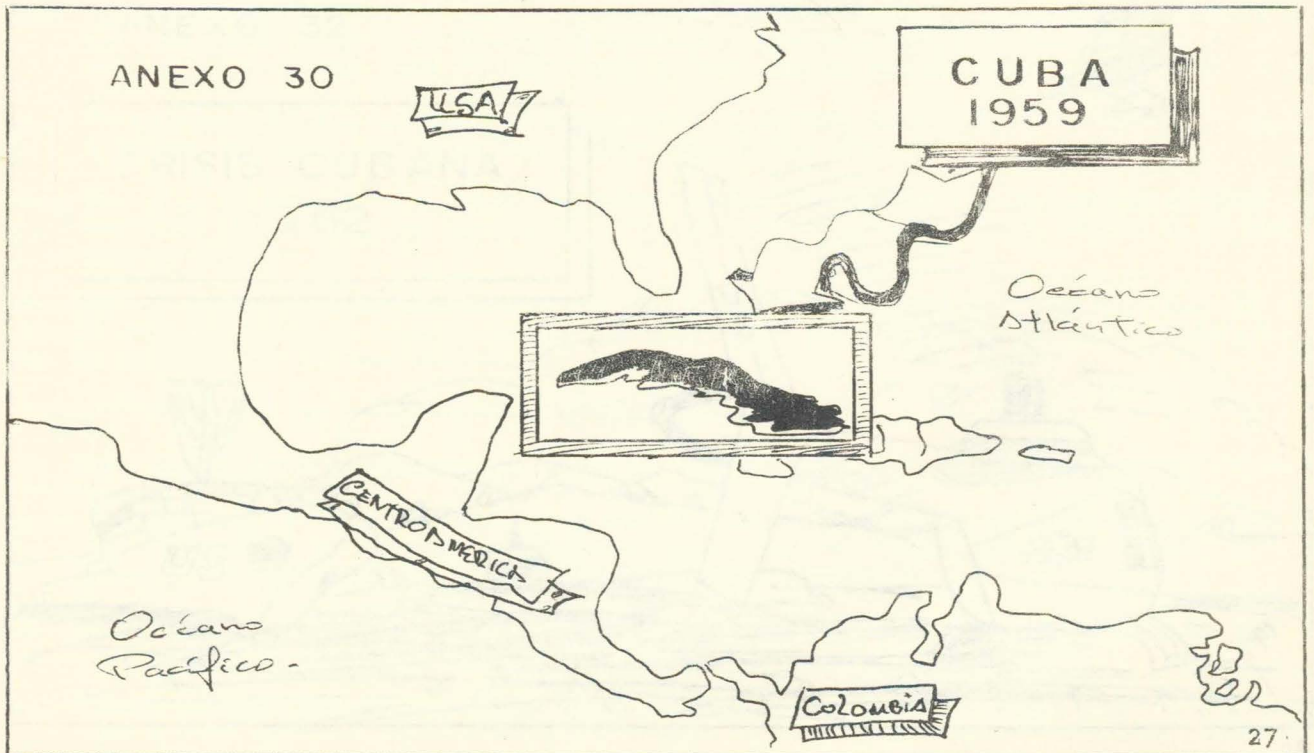 ANEXO 30
USA
CUBA
1959
Océano
Atlántico
CENTROAMERICA
Océano
Pacífico.
COLOMBIA
27